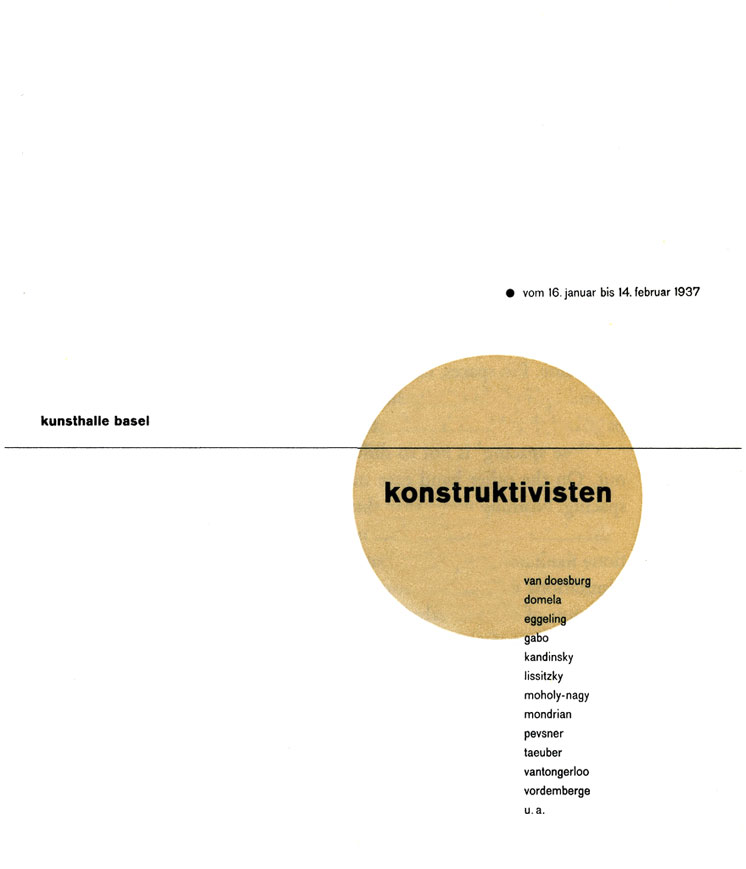 vom 16. januar bis 14. februar 1937
kunsthalle basel
konstruktivisten
van doesburg
domela
eggeling
gabo
kandinsky
lissitzky
moholy-nagy
mondrian
pevsner
taeuber
vantongerloo
vordemberge
u. a.